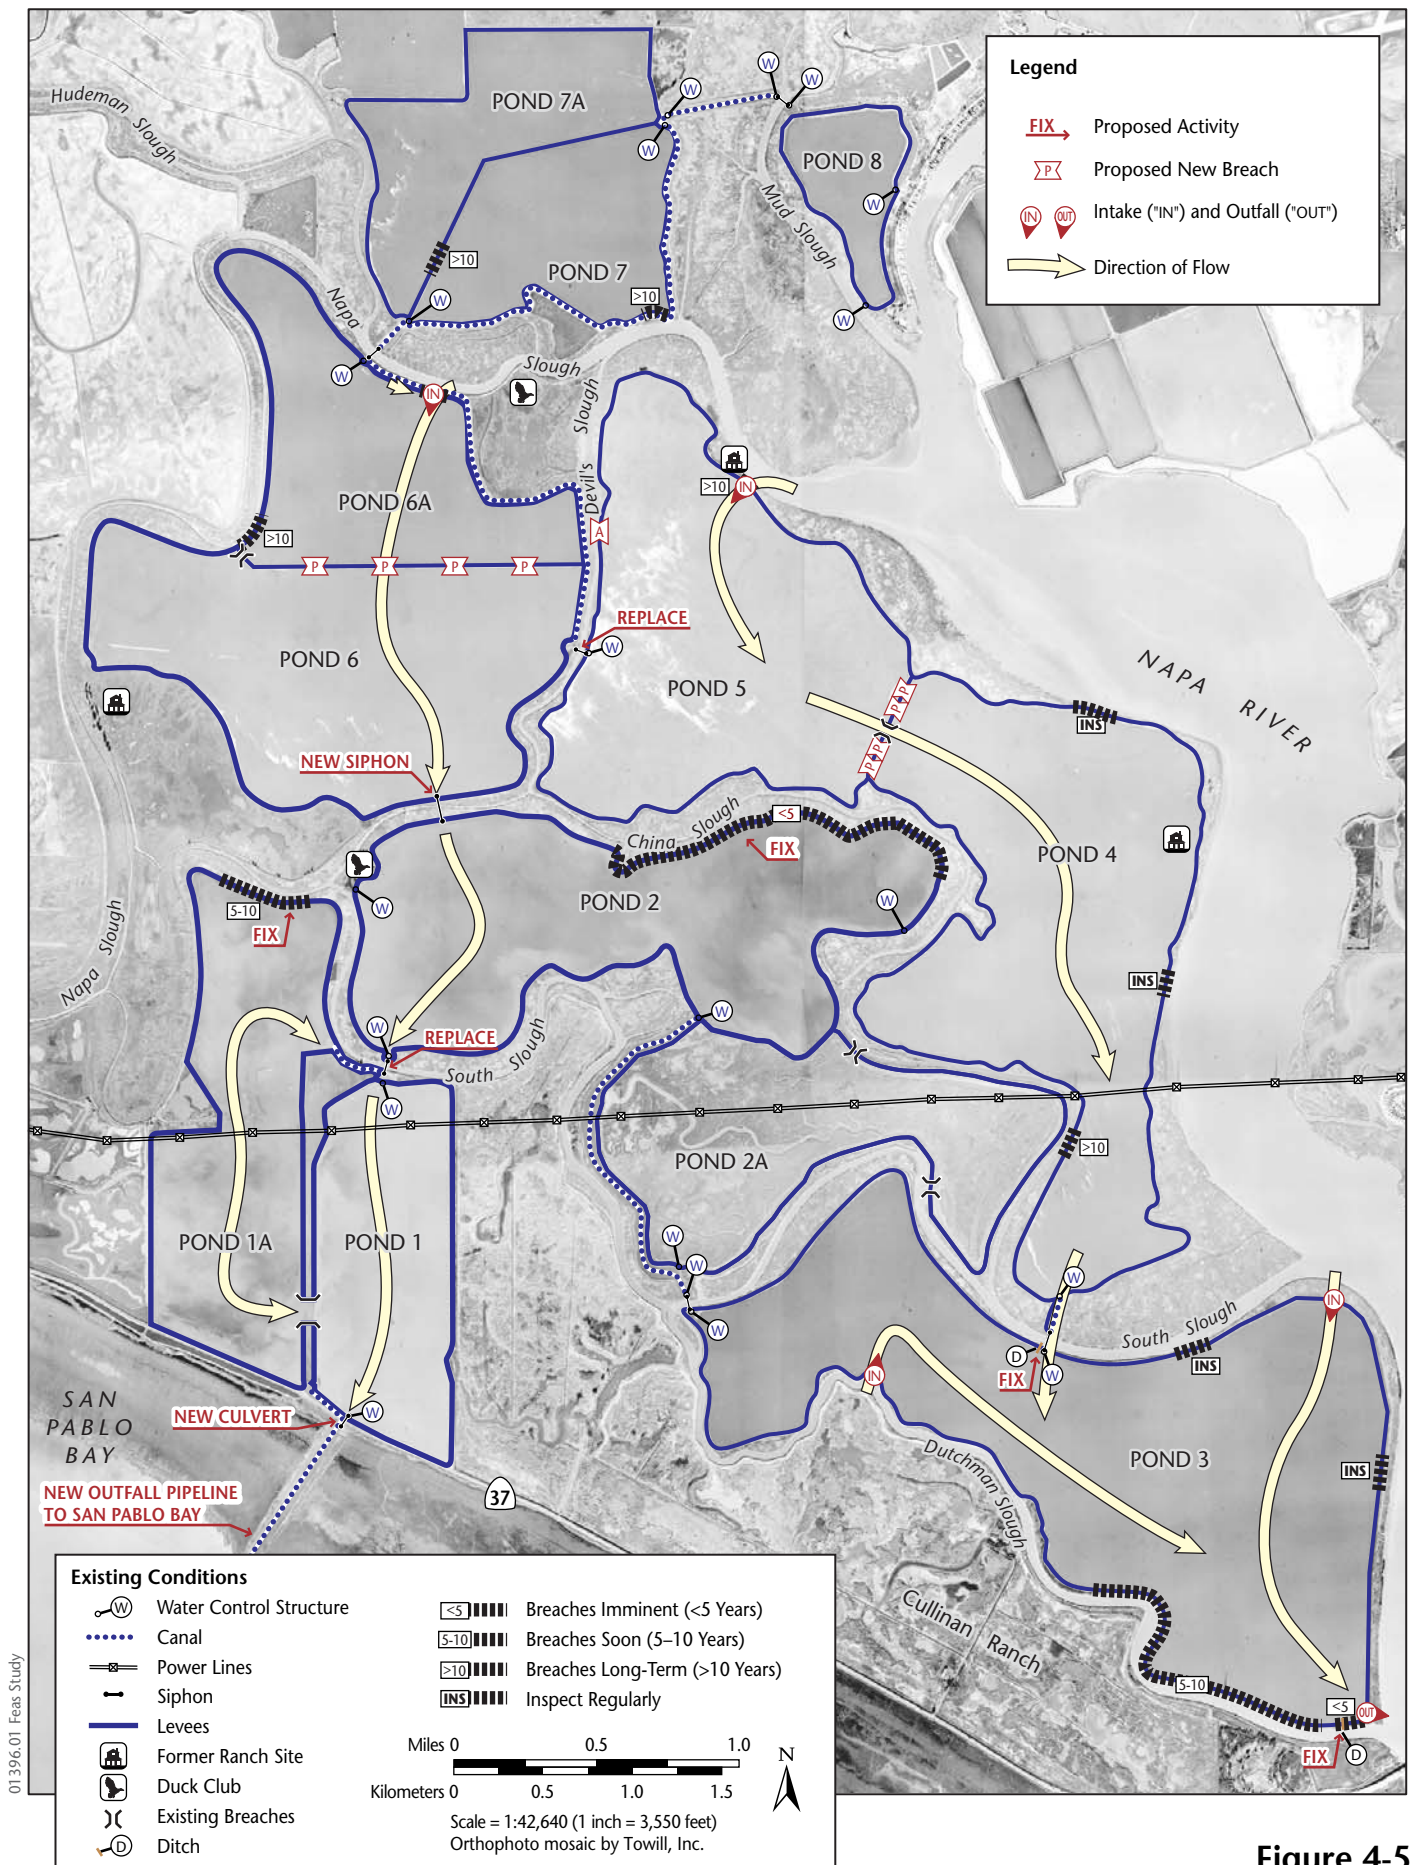 Legend
FIX Proposed Activity
P Proposed New Breach
IN OUT Intake ("IN") and Outfall ("OUT")
Direction of Flow
Hudeman Slough
POND 7A
W
W
W
W
POND 8
W
Mud Slough
>10
POND 7
>10
W
W
Napa
Slough
W
IN
Devil's Slough
>10
IN
POND 6A
A
>10
P
P
P
P
REPLACE
W
POND 6
POND 5
NAPA RIVER
P
P
P
P
INS
NEW SIPHON
China Slough
<5
FIX
POND 4
5-10
FIX
W
POND 2
W
Napa Slough
INS
W
W
REPLACE
South Slough
W
>10
POND 2A
POND 1A
POND 1
W
W
W
W
IN
South Slough
INS
D
FIX
W
IN
SAN
PABLO
BAY
NEW CULVERT
W
Dutchman Slough
POND 3
INS
NEW OUTFALL PIPELINE
TO SAN PABLO BAY
37
Cullinan Ranch
5-10
<5
OUT
FIX
D
Existing Conditions
W Water Control Structure
Canal
Power Lines
Siphon
Levees
Former Ranch Site
Duck Club
Existing Breaches
D Ditch
<5 Breaches Imminent (<5 Years)
5-10 Breaches Soon (5–10 Years)
>10 Breaches Long-Term (>10 Years)
INS Inspect Regularly
Miles 0 0.5 1.0
Kilometers 0 0.5 1.0 1.5
N
Scale = 1:42,640 (1 inch = 3,550 feet)
Orthophoto mosaic by Towill, Inc.
01396.01 Feas Study
Figure 4-5